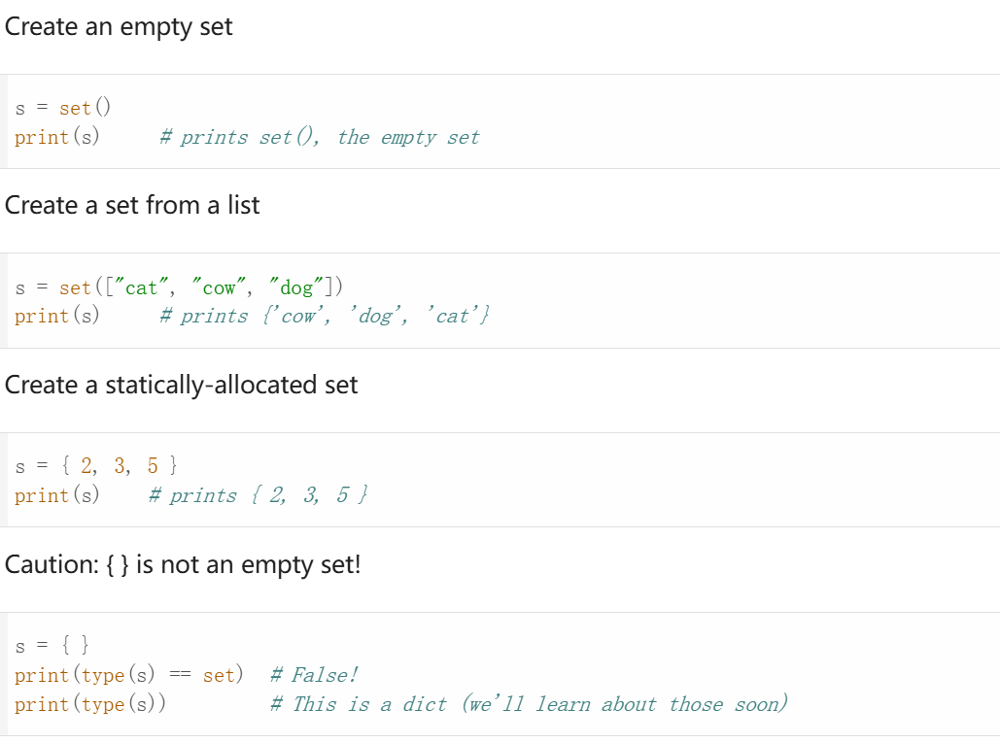 Create an empty set
s = set()
print(s)     # prints set(), the empty set
Create a set from a list
s = set(["cat", "cow", "dog"])
print(s)     # prints {'cow', 'dog', 'cat'}
Create a statically-allocated set
s = { 2, 3, 5 }
print(s)    # prints { 2, 3, 5 }
Caution: { } is not an empty set!
s = { }
print(type(s) == set)  # False!
print(type(s))         # This is a dict (we'll learn about those soon)